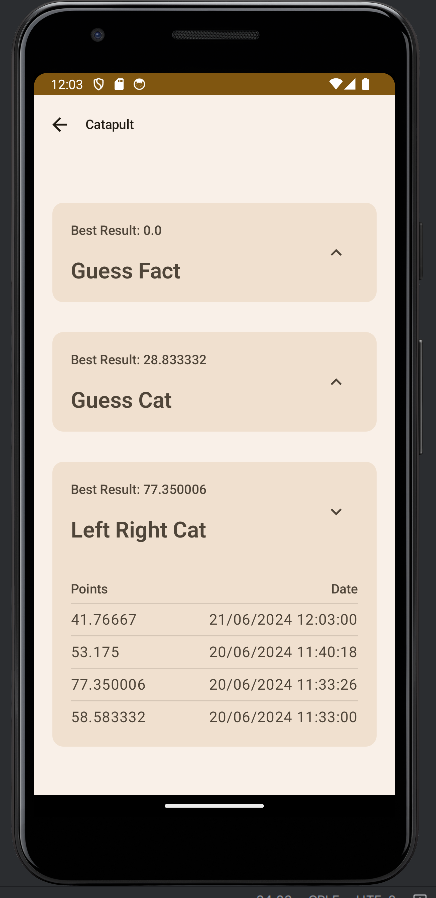 12:03
Catapult
Best Result: 0.0
Guess Fact
Best Result: 28.833332
Guess Cat
Best Result: 77.350006
Left Right Cat
Points Date
41.76667 21/06/2024 12:03:00
53.175 20/06/2024 11:40:18
77.350006 20/06/2024 11:33:26
58.583332 20/06/2024 11:33:00